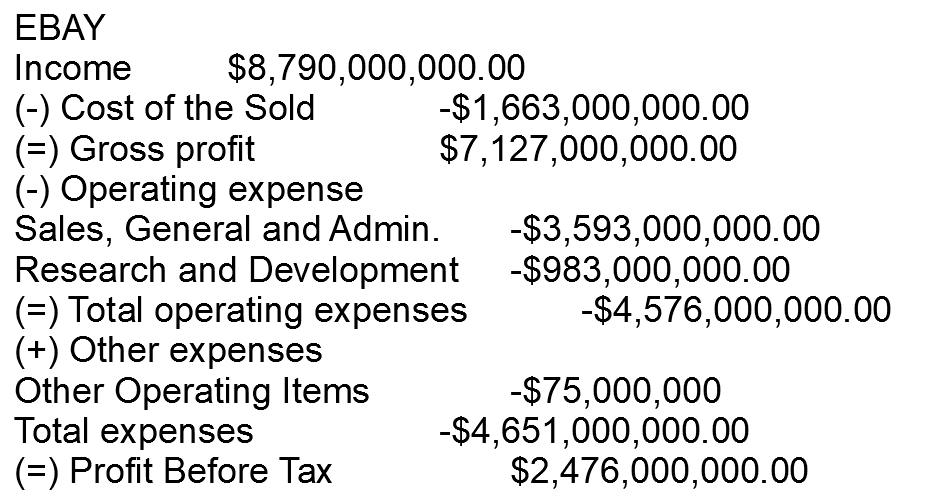 EBAY
Income $8,790,000,000.00
(-) Cost of the Sold -$1,663,000,000.00
(=) Gross profit $7,127,000,000.00
(-) Operating expense
Sales, General and Admin. -$3,593,000,000.00
Research and Development -$983,000,000.00
(=) Total operating expenses -$4,576,000,000.00
(+) Other expenses
Other Operating Items -$75,000,000
Total expenses -$4,651,000,000.00
(=) Profit Before Tax $2,476,000,000.00